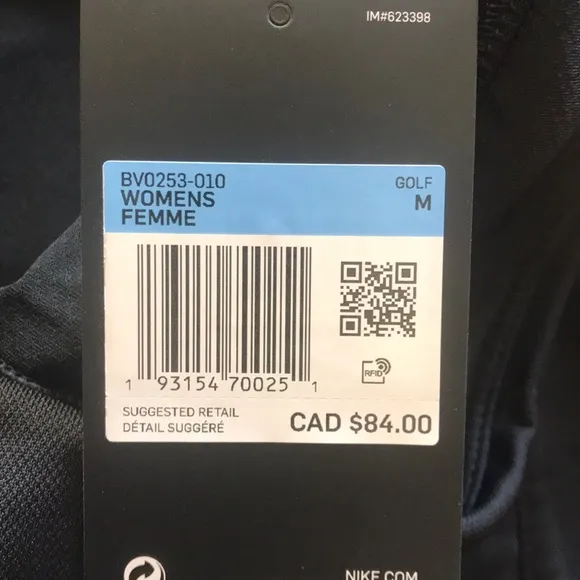 IM#623398
BV0253-010 GOLF
WOMENS M
FEMME
RFID
1 93154 70025 1
SUGGESTED RETAIL
DÉTAIL SUGGÉRÉ
CAD $84.00
NIKE.COM